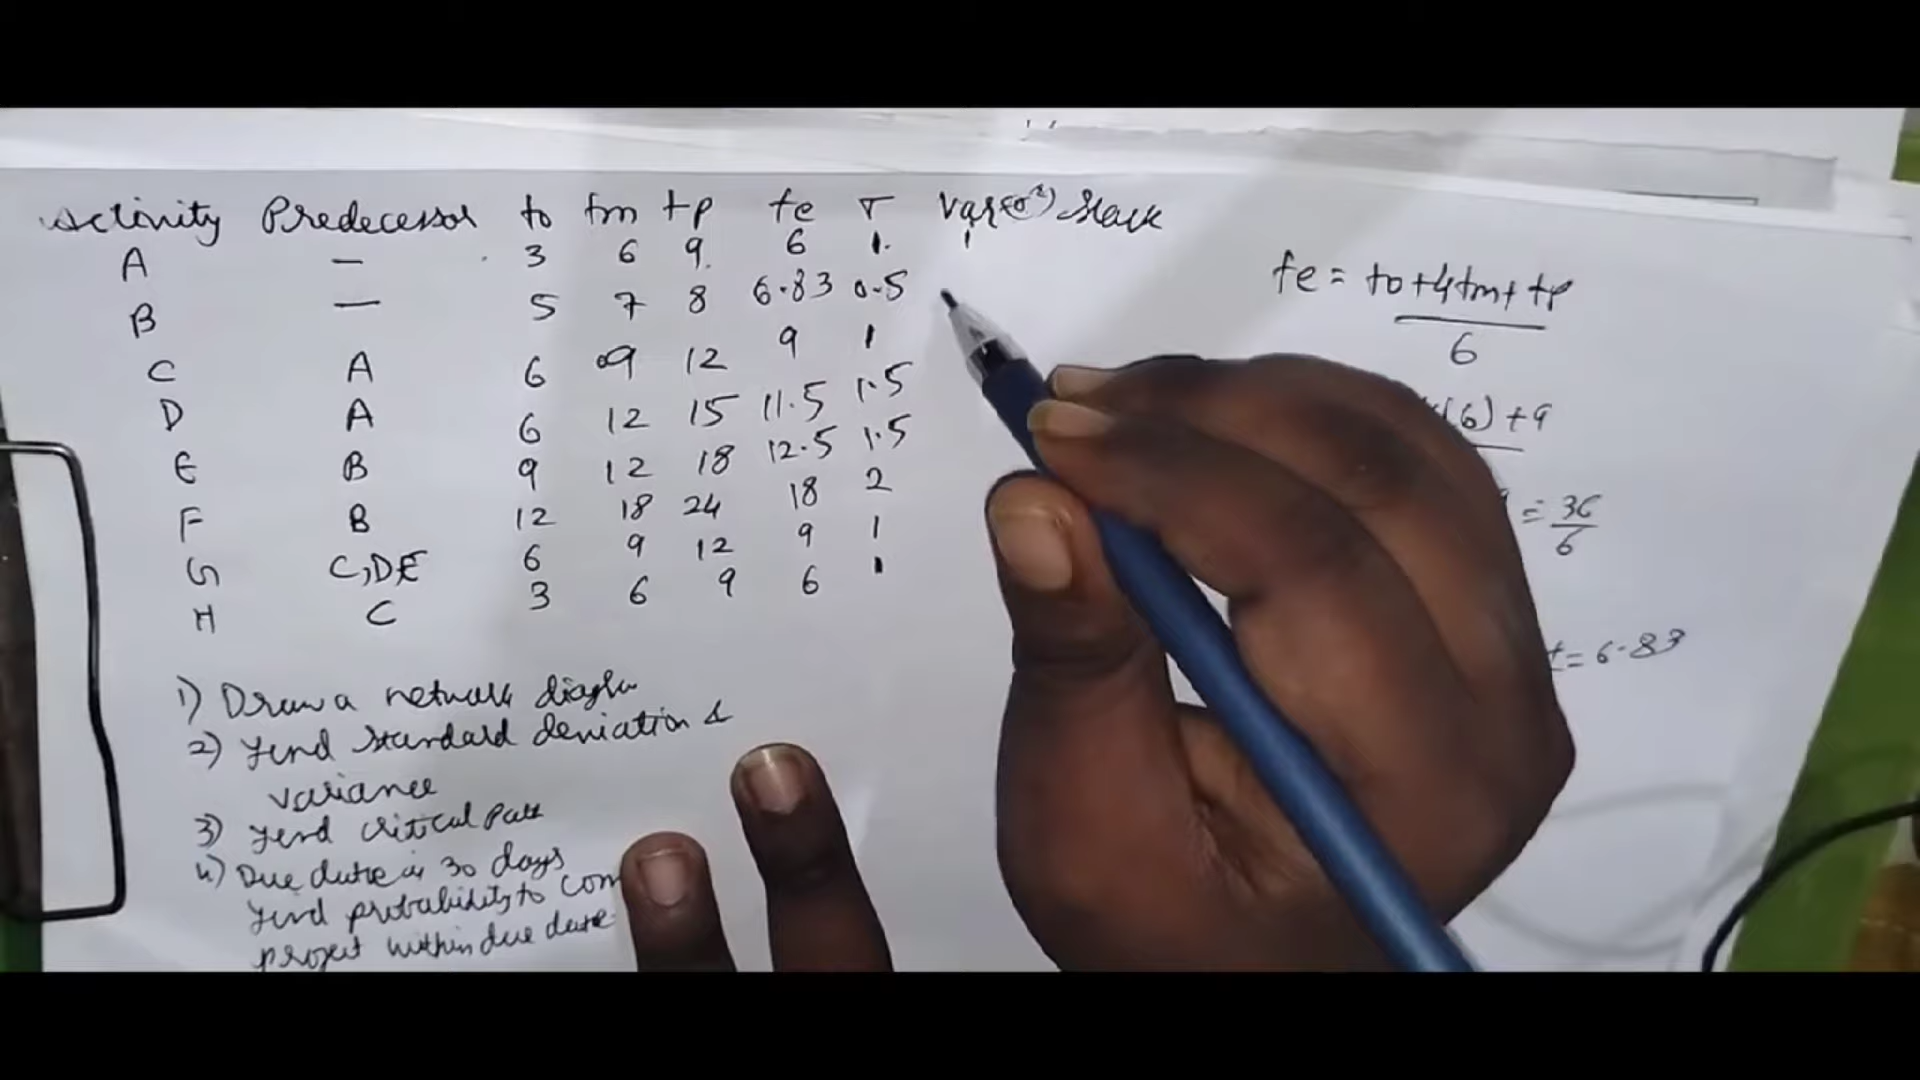 Activity Predecessor to tm tp te σ Var(σ²) Slack
A — 3 6 9 6 1 1
B — 5 7 8 6.83 0.5
C A 6 9 12 9 1
D A 6 12 15 11.5 1.5
E B 9 12 18 12.5 1.5
F B 12 18 24 18 2
G C,D,E 6 9 12 9 1
H C 3 6 9 6 1
1) Draw a network
2) Find standard deviation &
variance
3) Find critical
4) Due date is 30 days
Find probability to com
project within due date
te = to+4tm+tp
6
(6)+9
= 36
6
t= 6.83